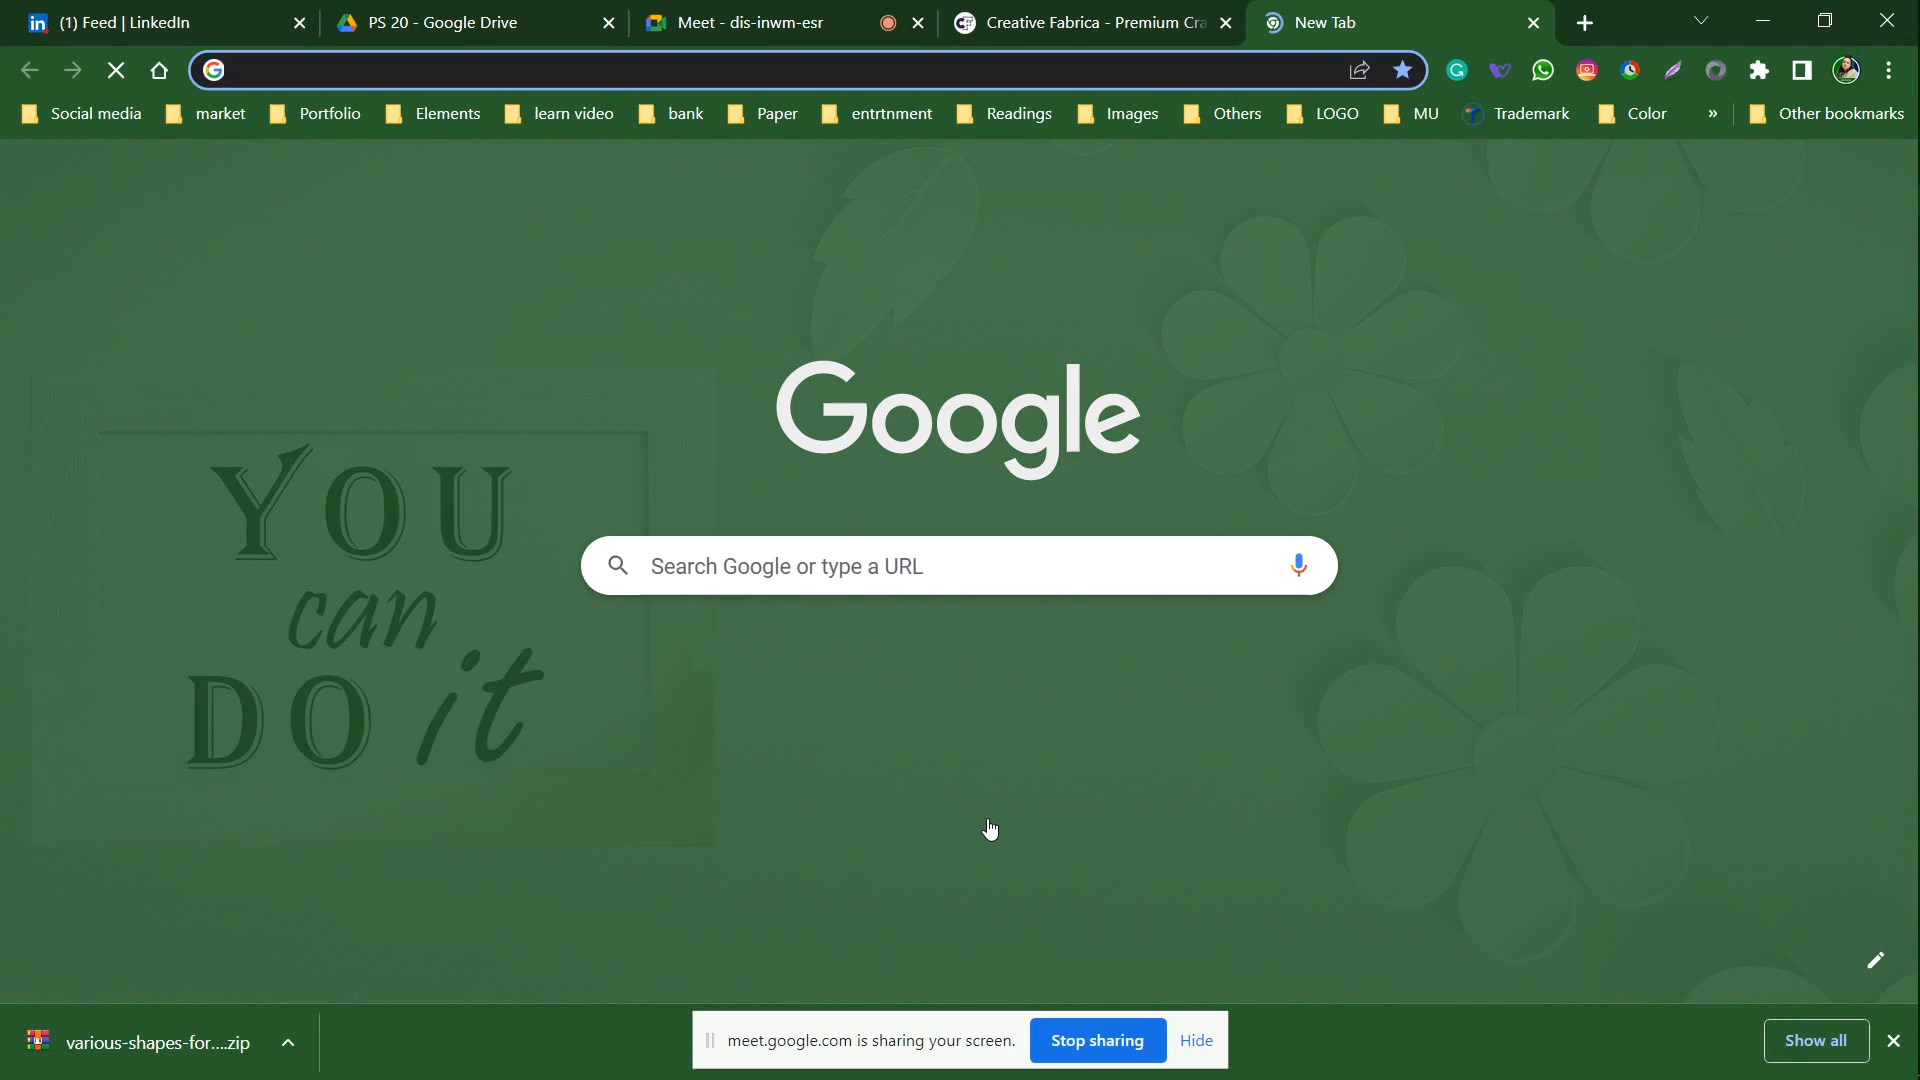 (1) Feed | LinkedIn
PS 20 - Google Drive
Meet - dis-inwm-esr
Creative Fabrica - Premium Cra
New Tab
Social media
market
Portfolio
Elements
learn video
bank
Paper
entrtnment
Readings
Images
Others
LOGO
MU
Trademark
Color
»
Other bookmarks
Google
Search Google or type a URL
YOU
can
DO it
various-shapes-for....zip
meet.google.com is sharing your screen.
Stop sharing
Hide
Show all